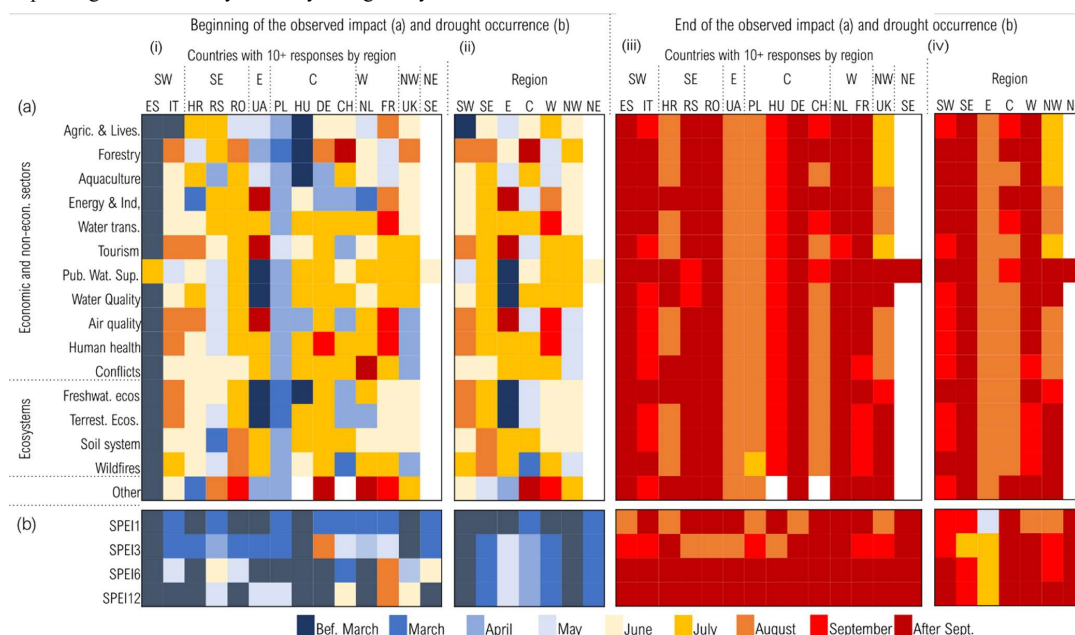 Beginning of the observed impact (a) and drought occurrence (b)
End of the observed impact (a) and drought occurrence (b)
(i)
(ii)
(iii)
(iv)
Countries with 10+ responses by region
Region
Countries with 10+ responses by region
Region
SW SE E C W NW NE
SW SE E C W NW NE
(a)
ES IT HR RS RO UA PL HU DE CH NL FR UK SE
SW SE E C W NW NE
ES IT HR RS RO UA PL HU DE CH NL FR UK SE
SW SE E C W NW NE
Economic and non-econ. sectors
Agric. & Lives.
Forestry
Aquaculture
Energy & Ind,
Water trans.
Tourism
Pub. Wat. Sup.
Water Quality
Air quality
Human health
Conflicts
Ecosystems
Freshwat. ecos
Terrest. Ecos.
Soil system
Wildfires
Other
(b)
SPEI1
SPEI3
SPEI6
SPEI12
Bef. March March April May June July August September After Sept.